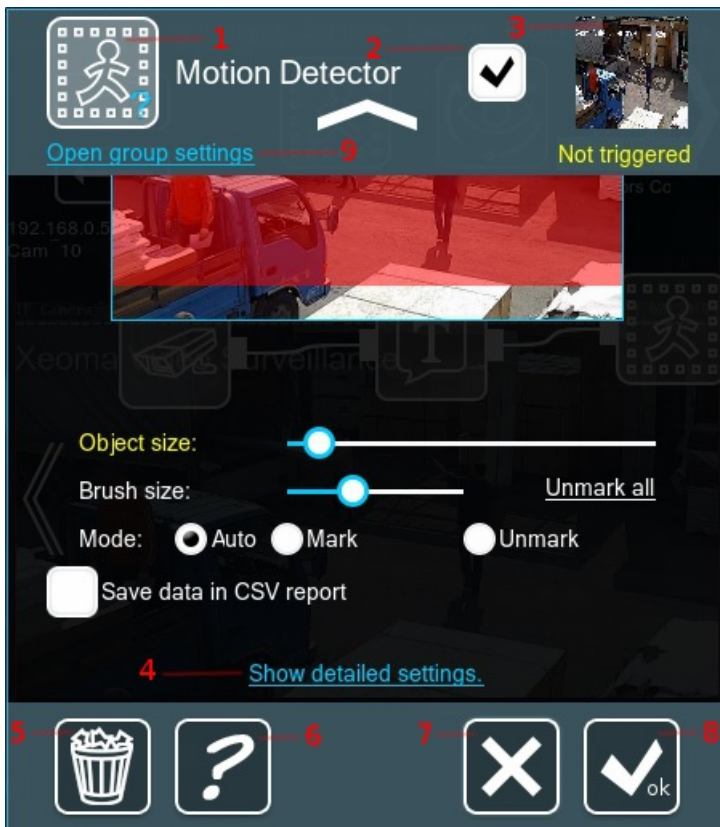 1
2
3
Motion Detector
?
Open group settings
9
Not triggered
192.168.0.5
Cam_10
Xeoma
Surveillance
T
Object size:
Brush size:
Unmark all
Mode:
Auto
Mark
Unmark
Save data in CSV report
4
Show detailed settings.
5
?
6
7
8
ok